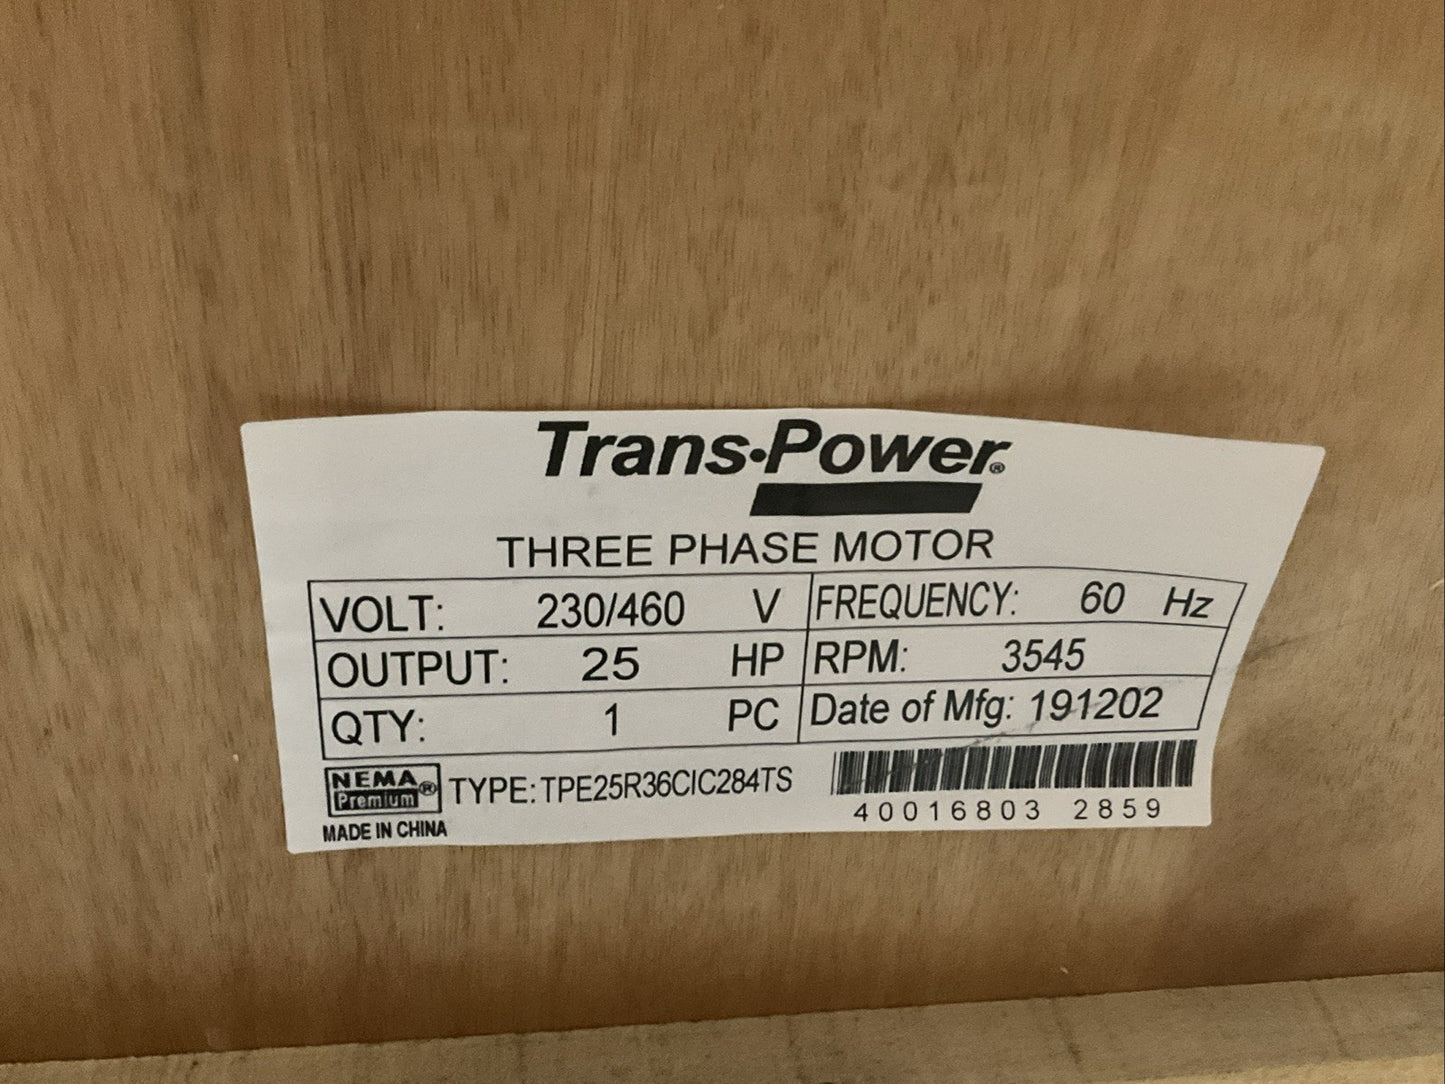 Trans•Power®
THREE PHASE MOTOR
VOLT: 230/460 V FREQUENCY: 60 Hz
OUTPUT: 25 HP RPM: 3545
QTY: 1 PC Date of Mfg: 191202
NEMA Premium® TYPE: TPE25R36CIC284TS
40016803 2859
MADE IN CHINA